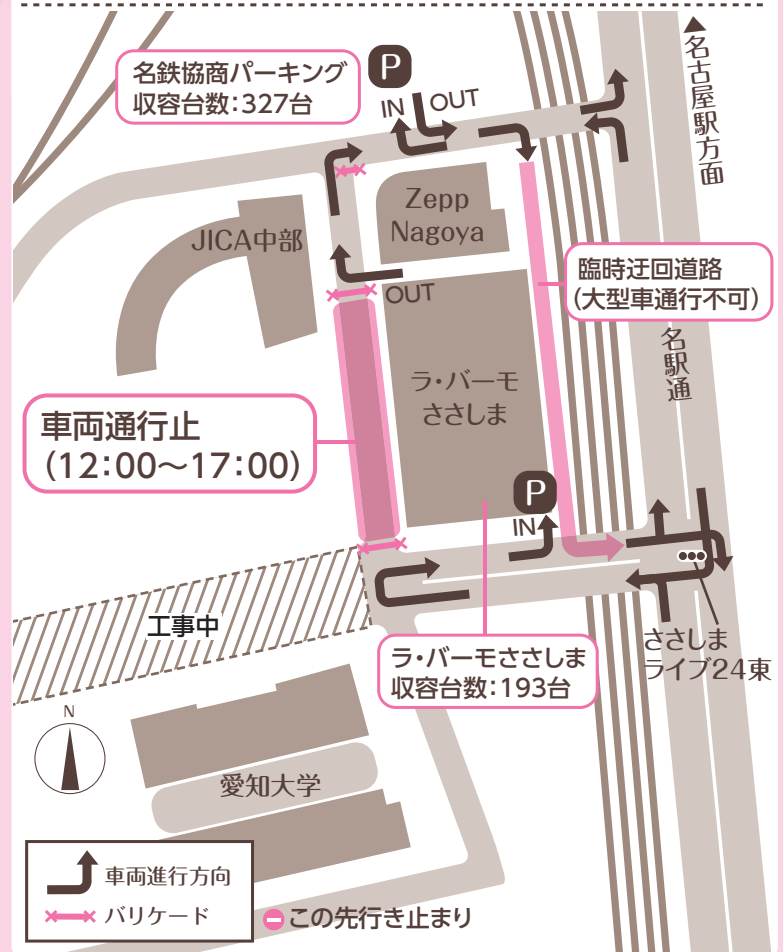 ▲名古屋駅方面
名鉄協商パーキング
収容台数：327台
P
IN
OUT
Zepp
Nagoya
JICA中部
OUT
臨時迂回道路
(大型車通行不可)
名駅通
ラ・バーモ
ささしま
車両通行止
(12：00〜17：00)
P
IN
工事中
ラ・バーモささしま
収容台数：193台
ささしま
ライブ24東
N
愛知大学
車両進行方向
バリケード
この先行き止まり